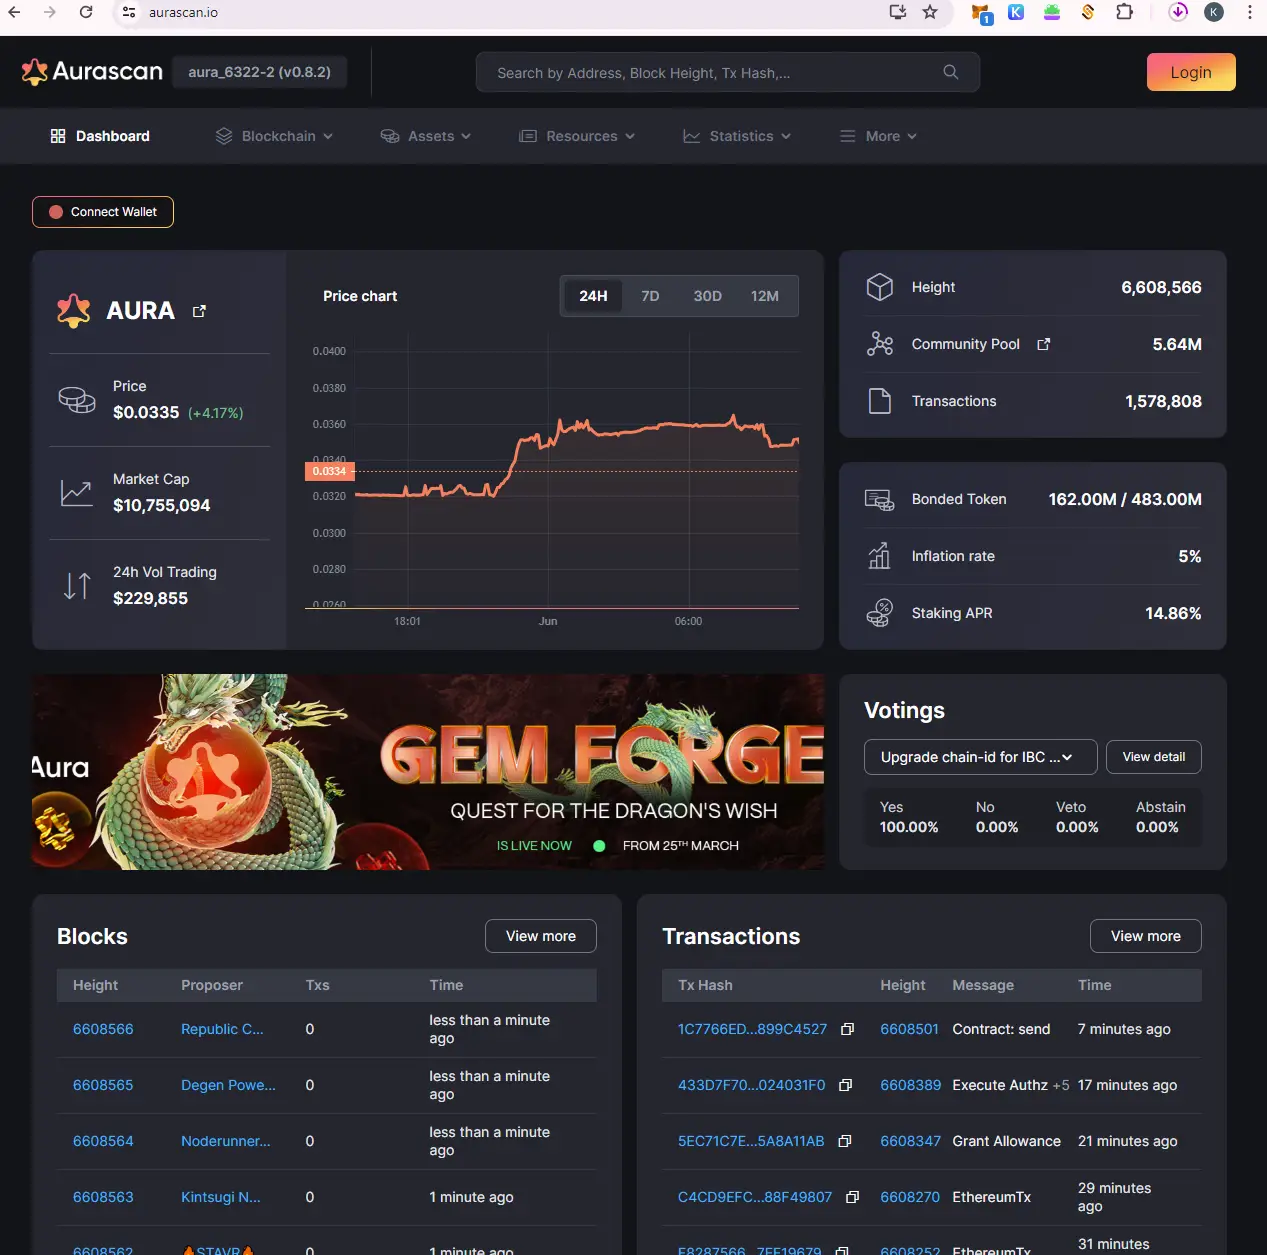 aurascan.io
1
K
K
Aurascan
aura_6322-2 (v0.8.2)
Search by Address, Block Height, Tx Hash,...
Login
Dashboard
Blockchain
Assets
Resources
Statistics
More
Connect Wallet
AURA
Price
$0.0335 (+4.17%)
Market Cap
$10,755,094
24h Vol Trading
$229,855
Price chart
24H
7D
30D
12M
0.0400
0.0380
0.0360
0.0340
0.0334
0.0320
0.0300
0.0280
0.0260
18:01
Jun
06:00
Height
6,608,566
Community Pool
5.64M
Transactions
1,578,808
Bonded Token
162.00M / 483.00M
Inflation rate
5%
Staking APR
14.86%
Aura
GEM FORGE
QUEST FOR THE DRAGON'S WISH
IS LIVE NOW
FROM 25TH MARCH
Votings
Upgrade chain-id for IBC ...
View detail
Yes No Veto Abstain
100.00% 0.00% 0.00% 0.00%
Blocks
View more
Height Proposer Txs Time
6608566 Republic C... 0 less than a minute ago
6608565 Degen Powe... 0 less than a minute ago
6608564 Noderunner... 0 less than a minute ago
6608563 Kintsugi N... 0 1 minute ago
6608562 🔥STAVR🔥 0 1 minute ago
Transactions
View more
Tx Hash Height Message Time
1C7766ED...899C4527 6608501 Contract: send 7 minutes ago
433D7F70...024031F0 6608389 Execute Authz +5 17 minutes ago
5EC71C7E...5A8A11AB 6608347 Grant Allowance 21 minutes ago
C4CD9EFC...88F49807 6608270 EthereumTx 29 minutes ago
F8287566...7FF19679 6608252 EthereumTx 31 minutes